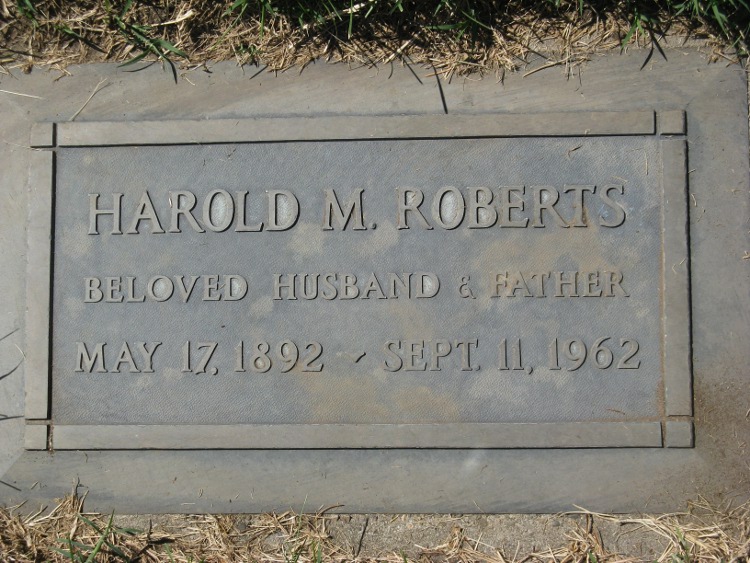 HAROLD M. ROBERTS
BELOVED HUSBAND & FATHER
MAY 17, 1892 - SEPT. 11, 1962